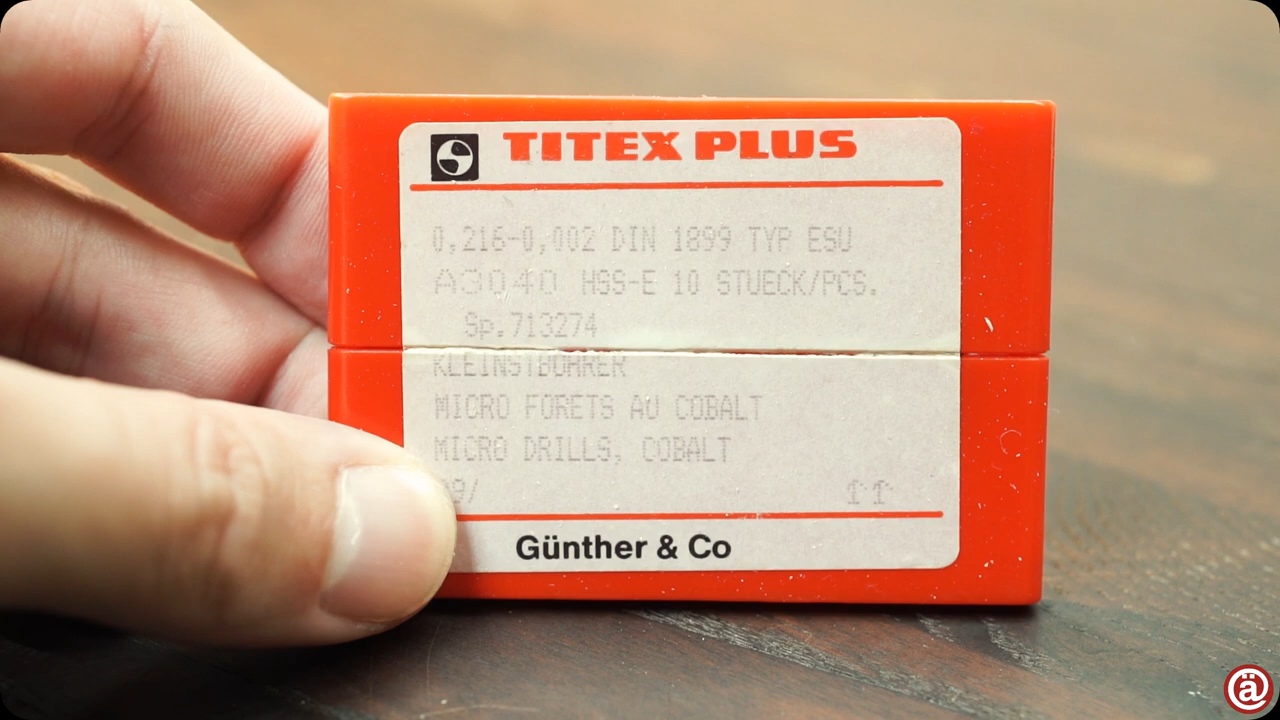 TITEX PLUS
0,216-0,002 DIN 1899 TYP ESU
A3040 HSS-E 10 STUECK/PCS.
Sp.713274
KLEINSTBOHRER
MICRO FORETS AU COBALT
MICRO DRILLS, COBALT
9/
Günther & Co
ä